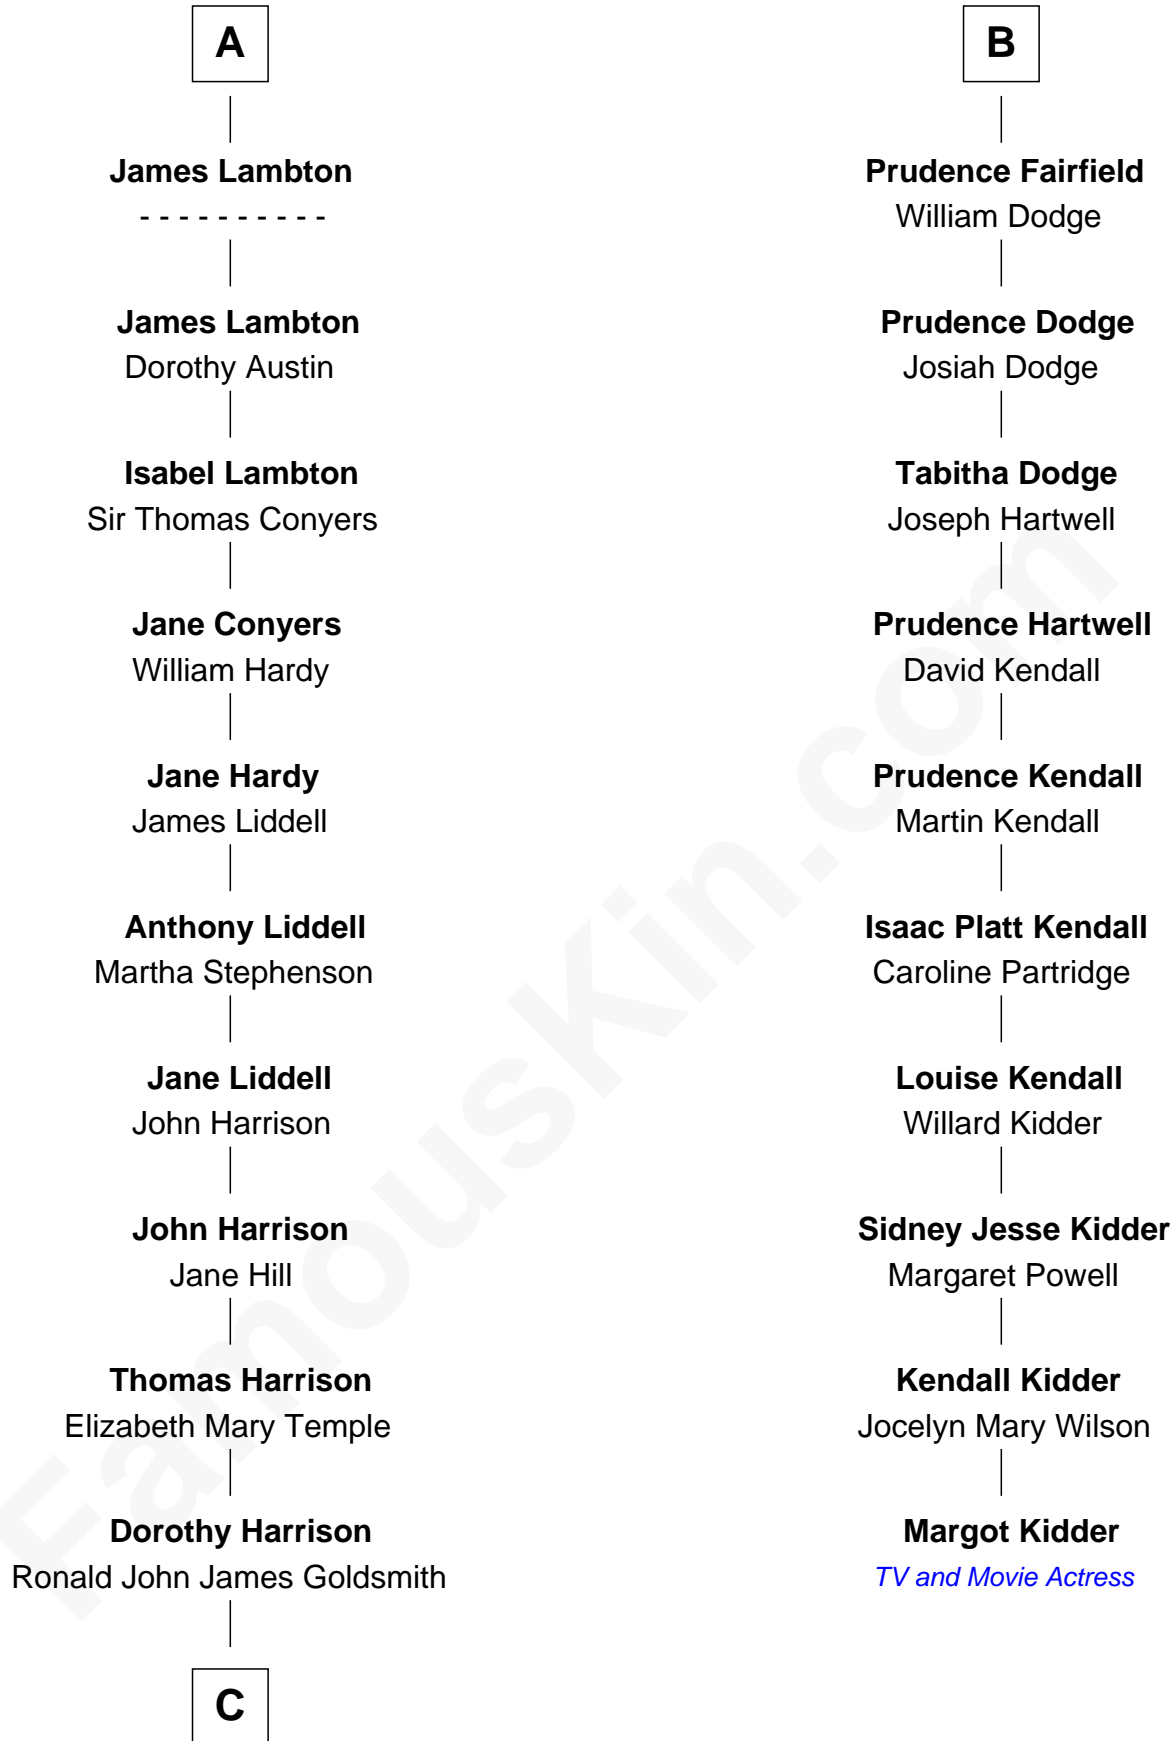 A
James Lambton
- - - - - - - - - -
James Lambton
Dorothy Austin
Isabel Lambton
Sir Thomas Conyers
Jane Conyers
William Hardy
Jane Hardy
James Liddell
Anthony Liddell
Martha Stephenson
Jane Liddell
John Harrison
John Harrison
Jane Hill
Thomas Harrison
Elizabeth Mary Temple
Dorothy Harrison
Ronald John James Goldsmith
C
B
Prudence Fairfield
William Dodge
Prudence Dodge
Josiah Dodge
Tabitha Dodge
Joseph Hartwell
Prudence Hartwell
David Kendall
Prudence Kendall
Martin Kendall
Isaac Platt Kendall
Caroline Partridge
Louise Kendall
Willard Kidder
Sidney Jesse Kidder
Margaret Powell
Kendall Kidder
Jocelyn Mary Wilson
Margot Kidder
TV and Movie Actress
FamousKin.com